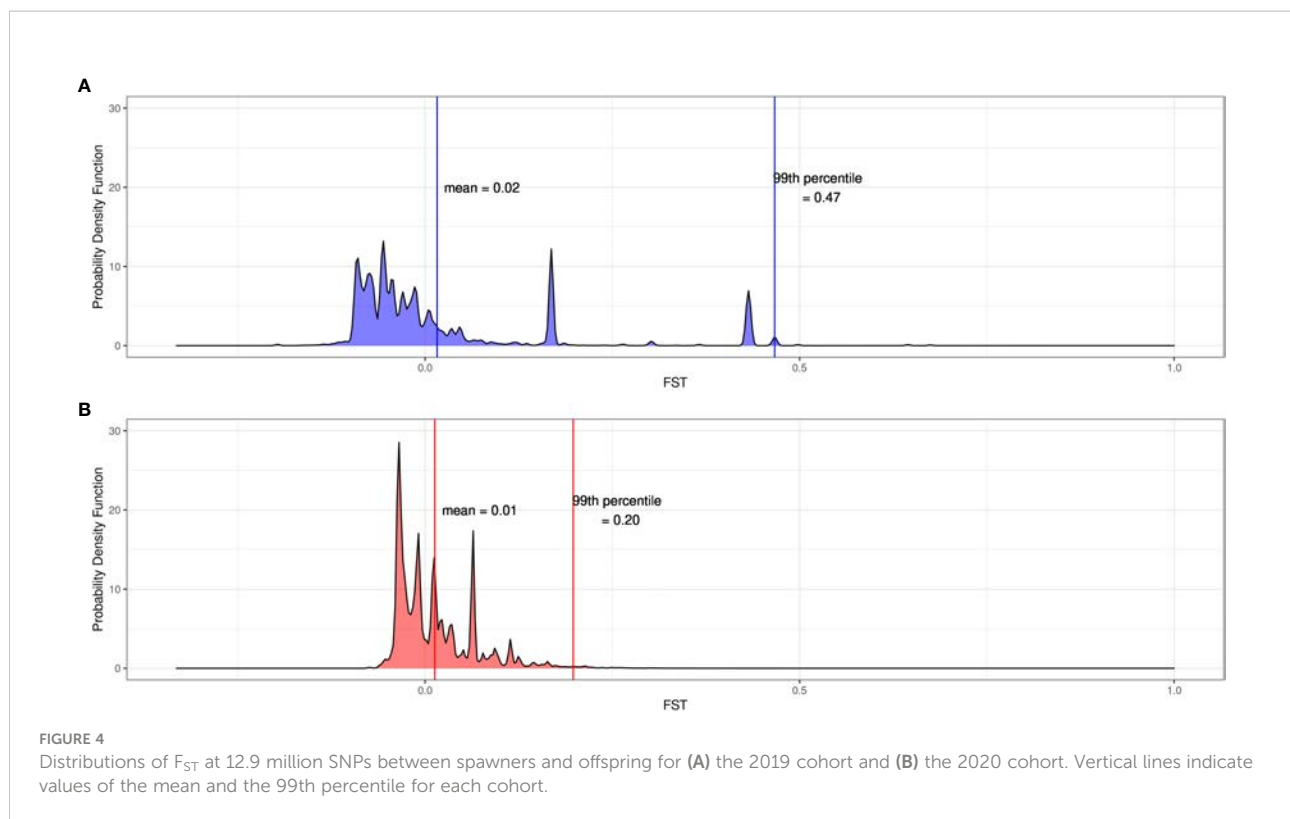 A
30
20
10
0
Probability Density Function
mean = 0.02
99th percentile
= 0.47
0.0
0.5
1.0
FST
B
30
20
10
0
Probability Density Function
mean = 0.01
99th percentile
= 0.20
0.0
0.5
1.0
FST
FIGURE 4
Distributions of FST at 12.9 million SNPs between spawners and offspring for (A) the 2019 cohort and (B) the 2020 cohort. Vertical lines indicate
values of the mean and the 99th percentile for each cohort.